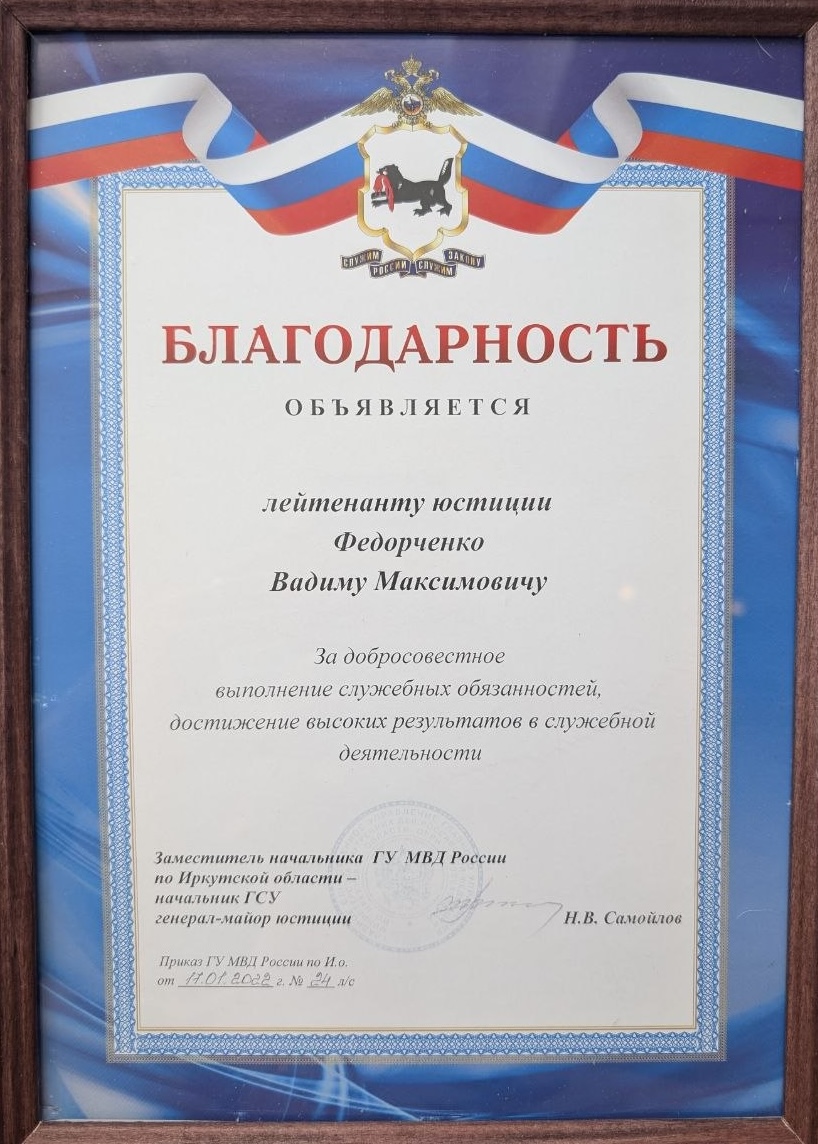 СЛУЖИМ РОССИИ СЛУЖИМ ЗАКОНУ
БЛАГОДАРНОСТЬ
ОБЪЯВЛЯЕТСЯ
лейтенанту юстиции
Федорченко
Вадиму Максимовичу
За добросовестное
выполнение служебных обязанностей,
достижение высоких результатов в служебной
деятельности
Заместитель начальника ГУ МВД России
по Иркутской области –
начальник ГСУ
генерал-майор юстиции
Н.В. Самойлов
Приказ ГУ МВД России по И.о.
от 17.01.2022 г. № 24 л/с